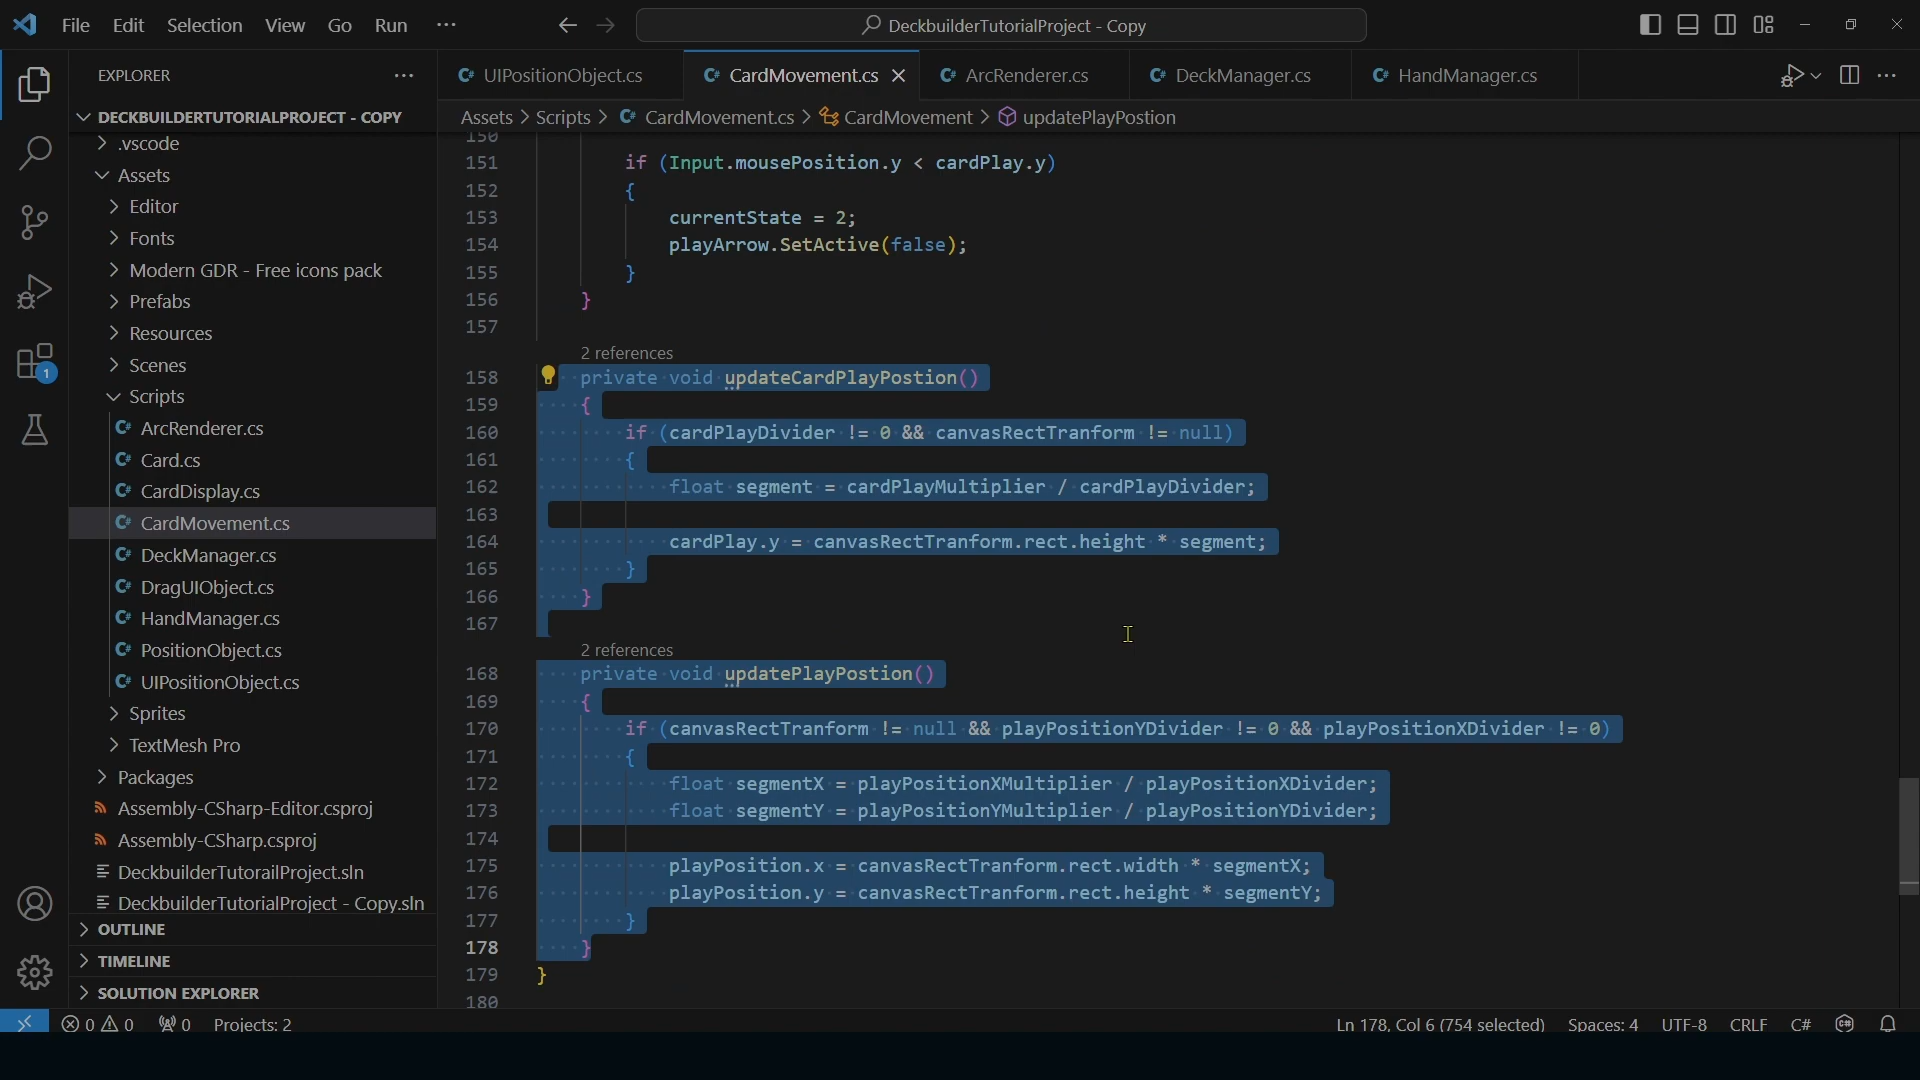 File Edit Selection View Go Run ···
DeckbuilderTutorialProject - Copy
EXPLORER
UIPositionObject.cs
CardMovement.cs
ArcRenderer.cs
DeckManager.cs
HandManager.cs
DECKBUILDERTUTORIALPROJECT - COPY
Assets > Scripts > CardMovement.cs > CardMovement > updatePlayPostion
.vscode
Assets
Editor
Fonts
Modern GDR - Free icons pack
Prefabs
Resources
Scenes
Scripts
ArcRenderer.cs
Card.cs
CardDisplay.cs
CardMovement.cs
DeckManager.cs
DragUIObject.cs
HandManager.cs
PositionObject.cs
UIPositionObject.cs
Sprites
TextMesh Pro
Packages
Assembly-CSharp-Editor.csproj
Assembly-CSharp.csproj
DeckbuilderTutorailProject.sln
DeckbuilderTutorialProject - Copy.sln
OUTLINE
TIMELINE
SOLUTION EXPLORER
1
150
151 if (Input.mousePosition.y < cardPlay.y)
152 {
153 currentState = 2;
154 playArrow.SetActive(false);
155 }
156 }
157
2 references
158 private void updateCardPlayPostion()
159 {
160 if (cardPlayDivider != 0 && canvasRectTranform != null)
161 {
162 float segment = cardPlayMultiplier / cardPlayDivider;
163
164 cardPlay.y = canvasRectTranform.rect.height * segment;
165 }
166 }
167
2 references
168 private void updatePlayPostion()
169 {
170 if (canvasRectTranform != null && playPositionYDivider != 0 && playPositionXDivider != 0)
171 {
172 float segmentX = playPositionXMultiplier / playPositionXDivider;
173 float segmentY = playPositionYMultiplier / playPositionYDivider;
174
175 playPosition.x = canvasRectTranform.rect.width * segmentX;
176 playPosition.y = canvasRectTranform.rect.height * segmentY;
177 }
178 }
179 }
180
0 0 0 Projects: 2
Ln 178, Col 6 (754 selected) Spaces: 4 UTF-8 CRLF C#